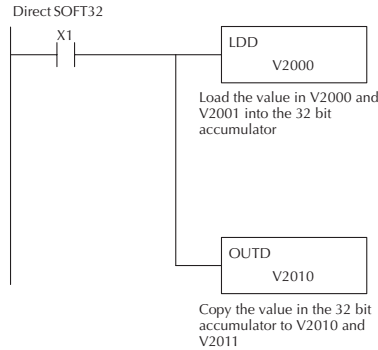 Direct SOFT32
X1
LDD
V2000
Load the value in V2000 and
V2001 into the 32 bit
accumulator
OUTD
V2010
Copy the value in the 32 bit
accumulator to V2010 and
V2011